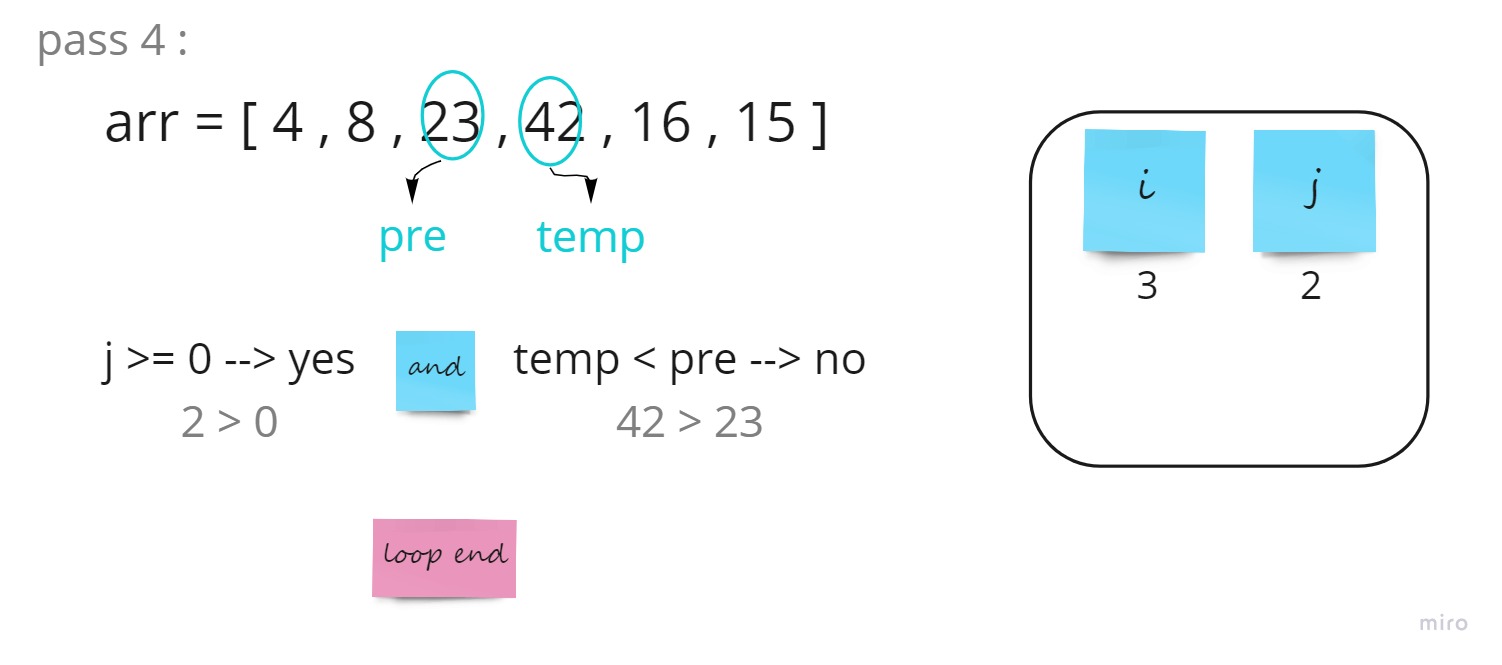 pass 4 :
arr = [ 4 , 8 , 23 , 42 , 16 , 15 ]
pre temp
i j
3 2
j >= 0 --> yes and temp < pre --> no
2 > 0 42 > 23
loop end
miro